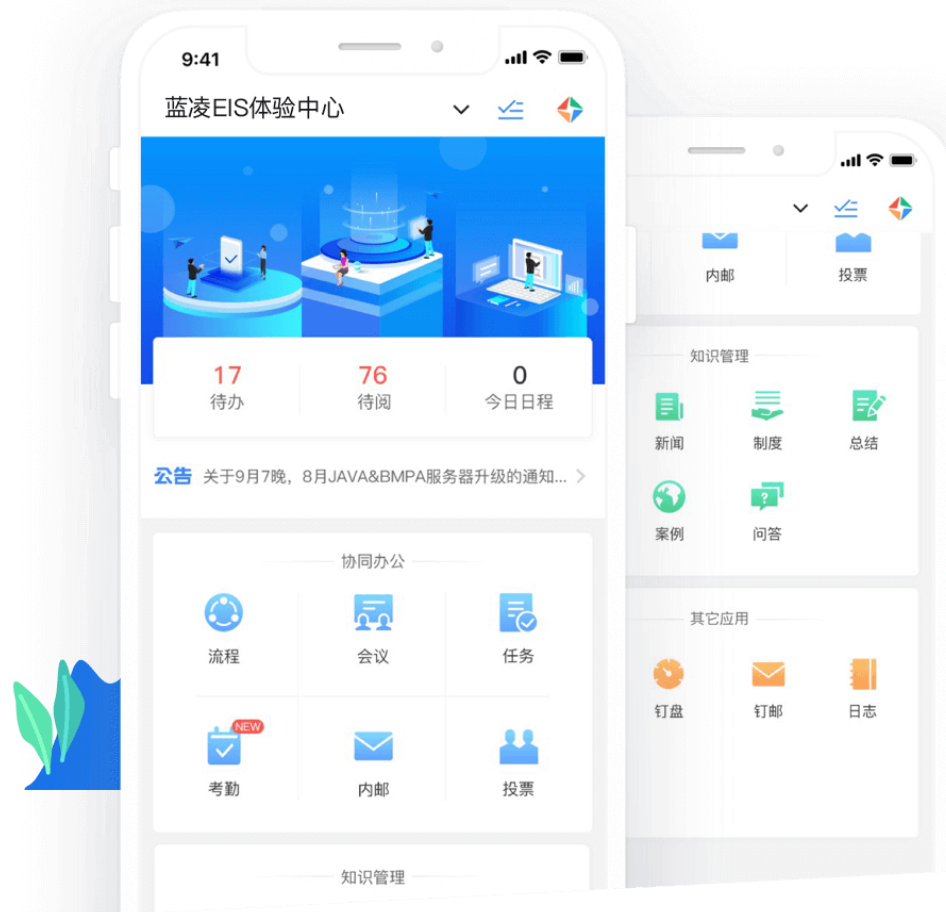 9:41
蓝凌EIS体验中心
17
76
0
待办
待阅
今日日程
公告 关于9月7晚，8月JAVA&BMPA服务器升级的通知...
协同办公
流程
会议
任务
NEW
考勤
内邮
投票
知识管理
内邮
投票
知识管理
新闻
制度
总结
?
案例
问答
其它应用
钉盘
钉邮
日志